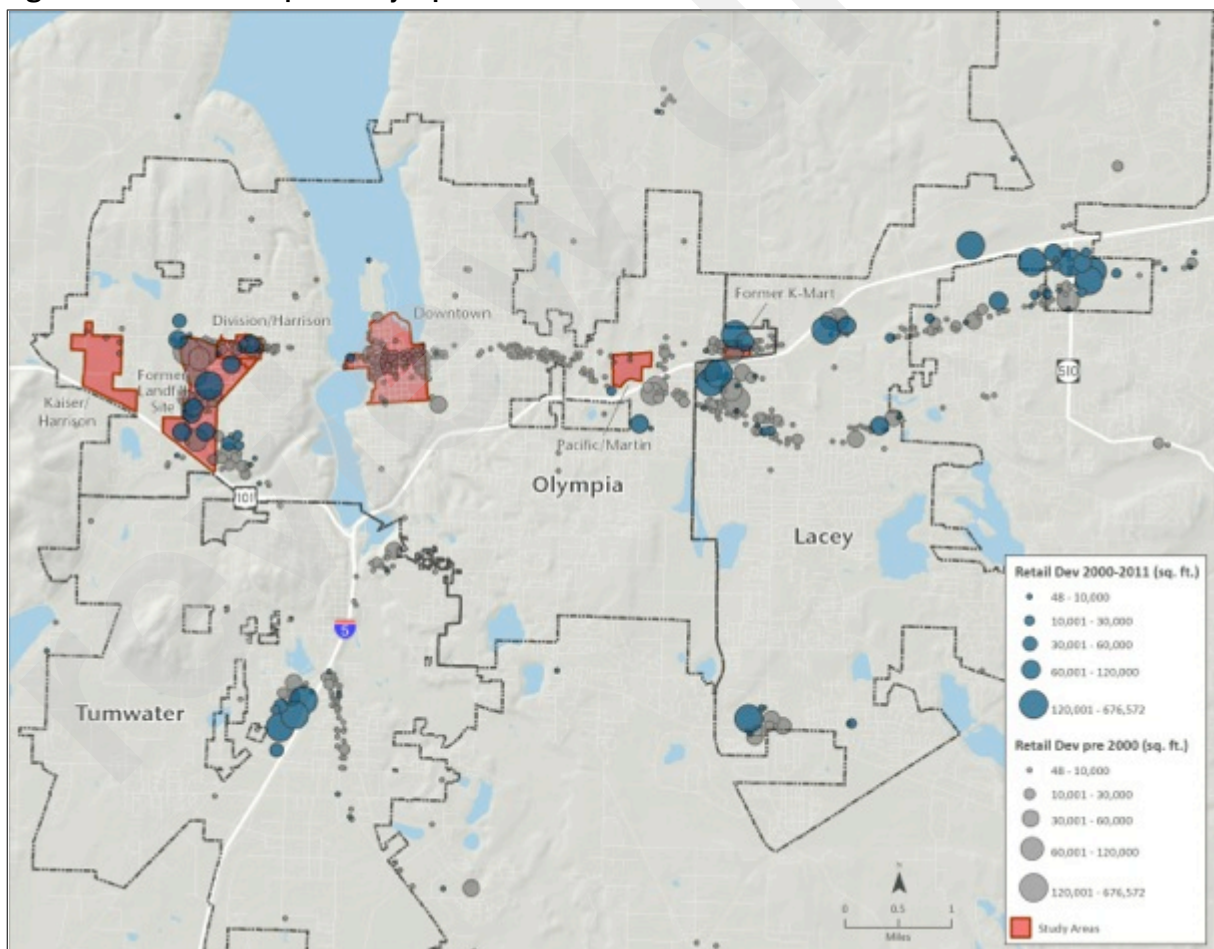 Division/Harrison
Downtown
Former K-Mart
Former
Landfill
Site
Kaiser/
Harrison
510
Pacific/Martin
101
Olympia
Lacey
5
Tumwater
Retail Dev 2000-2011 (sq. ft.)
48 - 10,000
10,001 - 30,000
30,001 - 60,000
60,001 - 120,000
120,001 - 676,572
Retail Dev pre 2000 (sq. ft.)
48 - 10,000
10,001 - 30,000
30,001 - 60,000
60,001 - 120,000
120,001 - 676,572
Study Areas
N
0 0.5 1
Miles